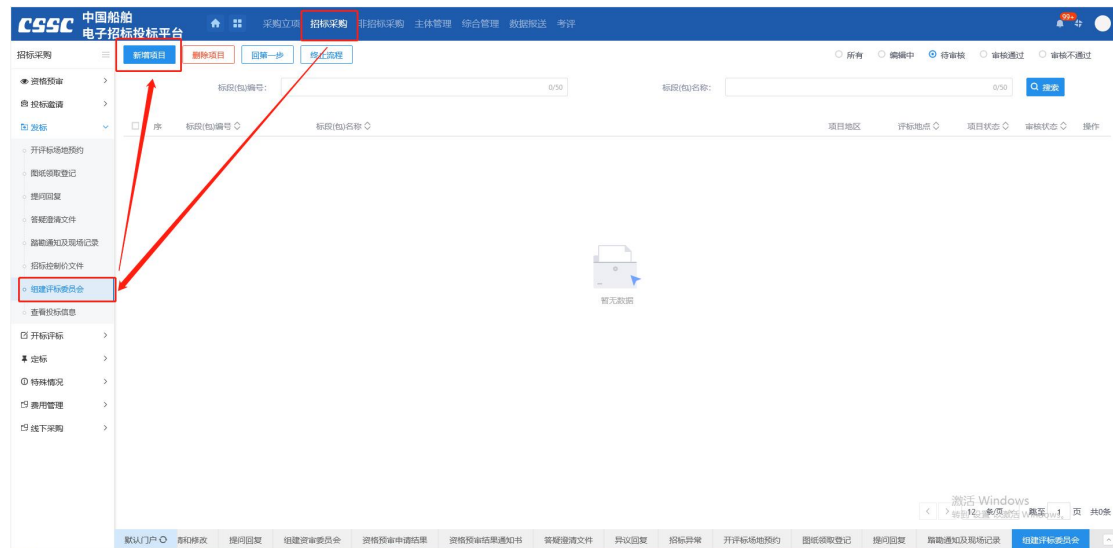 CSSC 中国船舶
电子招标投标平台
采购立项 招标采购 非招标采购 主体管理 综合管理 数据报送 考评 99+
招标采购 新增项目 删除项目 回第一步 终止流程 所有 编辑中 待审核 审核通过 审核不通过
资格预审
标段(包)编号: 0/50 标段(包)名称: 0/50 搜索
投标邀请
发标
序 标段(包)编号 标段(包)名称 项目地区 评标地点 项目状态 审核状态 操作
开评标场地预约
图纸领取登记
提问回复
答疑澄清文件
踏勘通知及现场记录
招标控制价文件
组建评标委员会
暂无数据
查看投标信息
开标评标
定标
特殊情况
费用管理
线下采购
激活 Windows
12 条/页 跳至 1 页 共0条
默认门户 清和修改 提问回复 组建资审委员会 资格预审申请结果 资格预审结果通知书 答疑澄清文件 异议回复 招标异常 开评标场地预约 图纸领取登记 提问回复 踏勘通知及现场记录 组建评标委员会